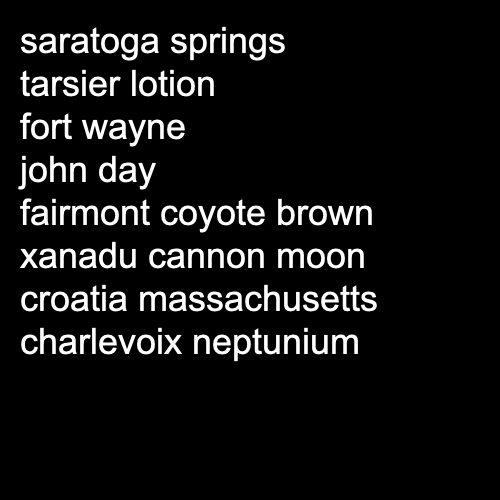 saratoga springs
tarsier lotion
fort wayne
john day
fairmont coyote brown
xanadu cannon moon
croatia massachusetts
charlevoix neptunium